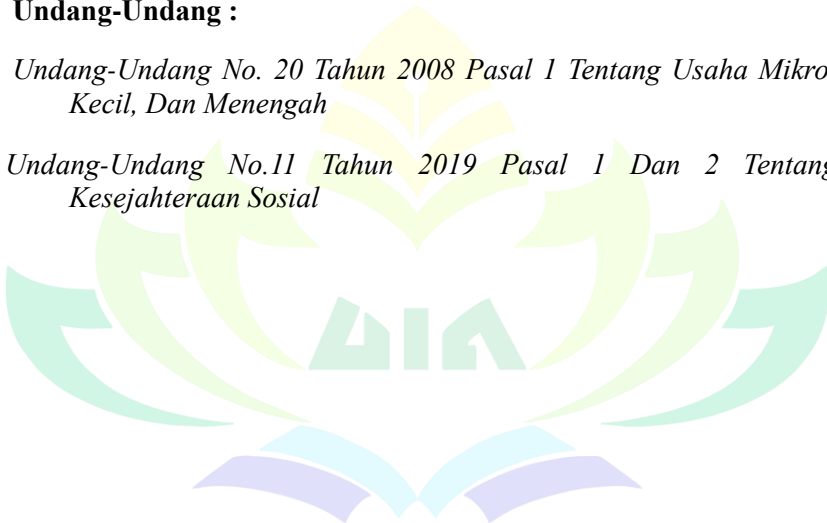 Undang-Undang :
Undang-Undang No. 20 Tahun 2008 Pasal 1 Tentang Usaha Mikro
Kecil, Dan Menengah
Undang-Undang No.11 Tahun 2019 Pasal 1 Dan 2 Tentang
Kesejahteraan Sosial
UIN